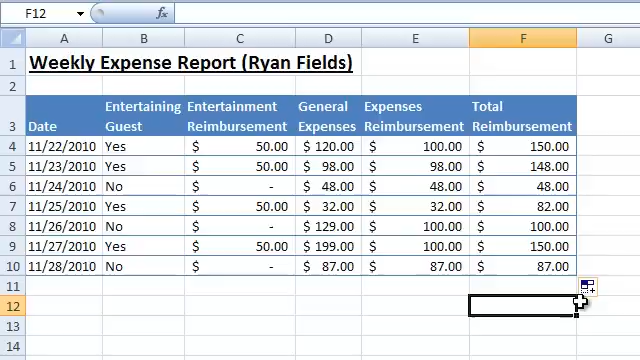 F12 fx
A B C D E F G
1 Weekly Expense Report (Ryan Fields)
2
Entertaining Entertainment General Expenses Total
3 Date Guest Reimbursement Expenses Reimbursement Reimbursement
4 11/22/2010 Yes $ 50.00 $ 120.00 $ 100.00 $ 150.00
5 11/23/2010 Yes $ 50.00 $ 98.00 $ 98.00 $ 148.00
6 11/24/2010 No $ - $ 48.00 $ 48.00 $ 48.00
7 11/25/2010 Yes $ 50.00 $ 32.00 $ 32.00 $ 82.00
8 11/26/2010 No $ - $ 129.00 $ 100.00 $ 100.00
9 11/27/2010 Yes $ 50.00 $ 199.00 $ 100.00 $ 150.00
10 11/28/2010 No $ - $ 87.00 $ 87.00 $ 87.00
11
12
13
14